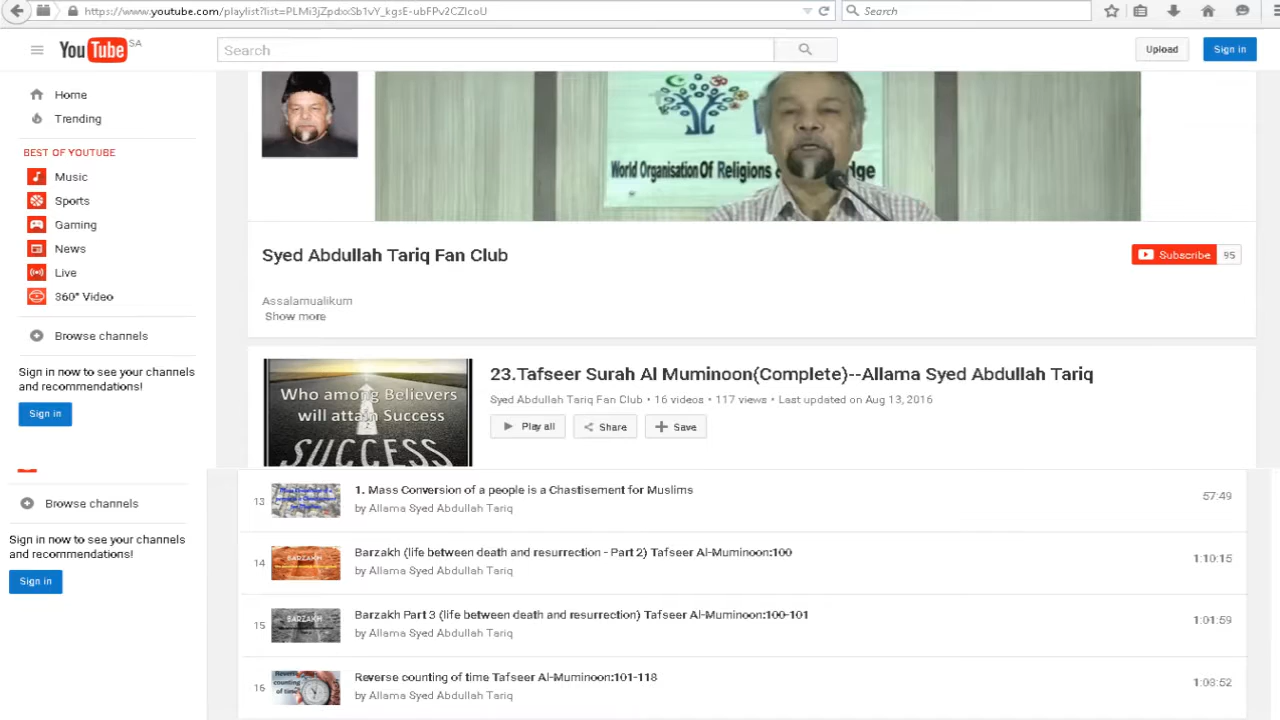 https://www.youtube.com/playlist?list=PLMi3jZpdxxSb1vY_kgsE-ubFPv2CZIcoU
Search
YouTube SA
Search
Upload
Sign in
Home
Trending
BEST OF YOUTUBE
Music
Sports
Gaming
News
Live
360° Video
Browse channels
Sign in now to see your channels
and recommendations!
Sign in
World Organisation Of Religions
Syed Abdullah Tariq Fan Club
Subscribe 95
Assalamualikum
Show more
Who among Believers
will attain Success
SUCCESS
23.Tafseer Surah Al Muminoon(Complete)--Allama Syed Abdullah Tariq
Syed Abdullah Tariq Fan Club • 16 videos • 117 views • Last updated on Aug 13, 2016
Play all
Share
Save
Browse channels
Sign in now to see your channels
and recommendations!
Sign in
13
1. Mass Conversion of a people is a Chastisement for Muslims
57:49
by Allama Syed Abdullah Tariq
14
BARZAKH
Barzakh (life between death and resurrection - Part 2) Tafseer Al-Muminoon:100
1:10:15
by Allama Syed Abdullah Tariq
15
BARZAKH
Barzakh Part 3 (life between death and resurrection) Tafseer Al-Muminoon:100-101
1:01:59
by Allama Syed Abdullah Tariq
16
Reverse
counting
of time
Reverse counting of time Tafseer Al-Muminoon:101-118
1:03:52
by Allama Syed Abdullah Tariq